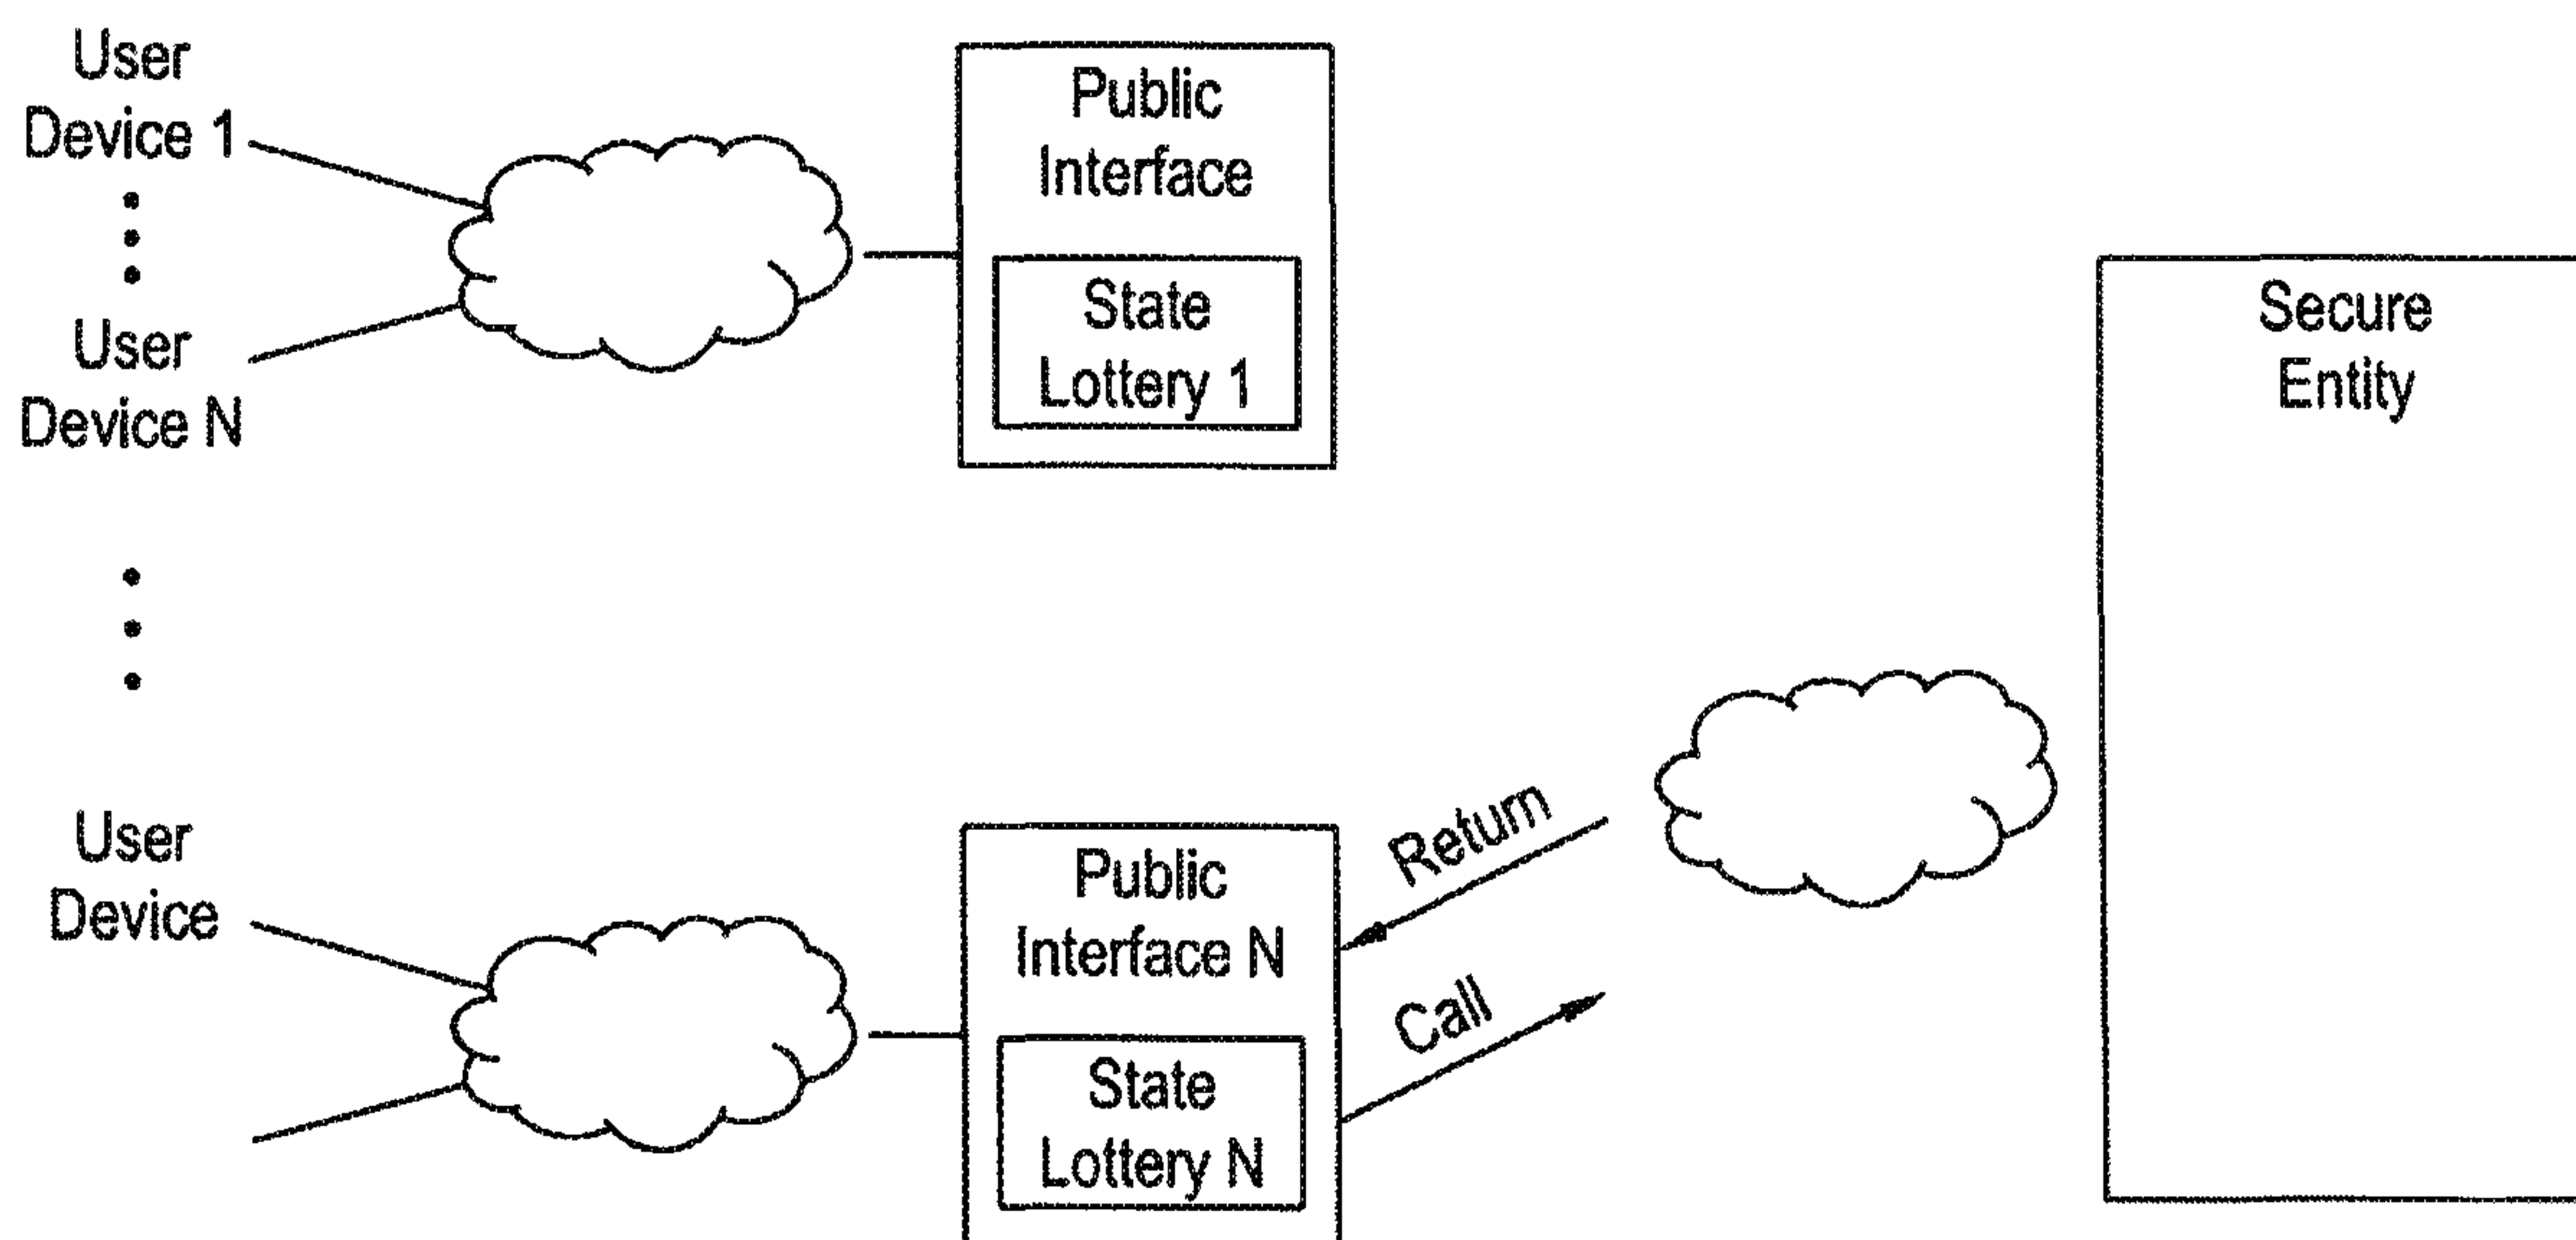 User
Device 1
User
Device N
Public
Interface
State
Lottery 1
Secure
Entity
User
Device
Public
Interface N
State
Lottery N
Return
Call